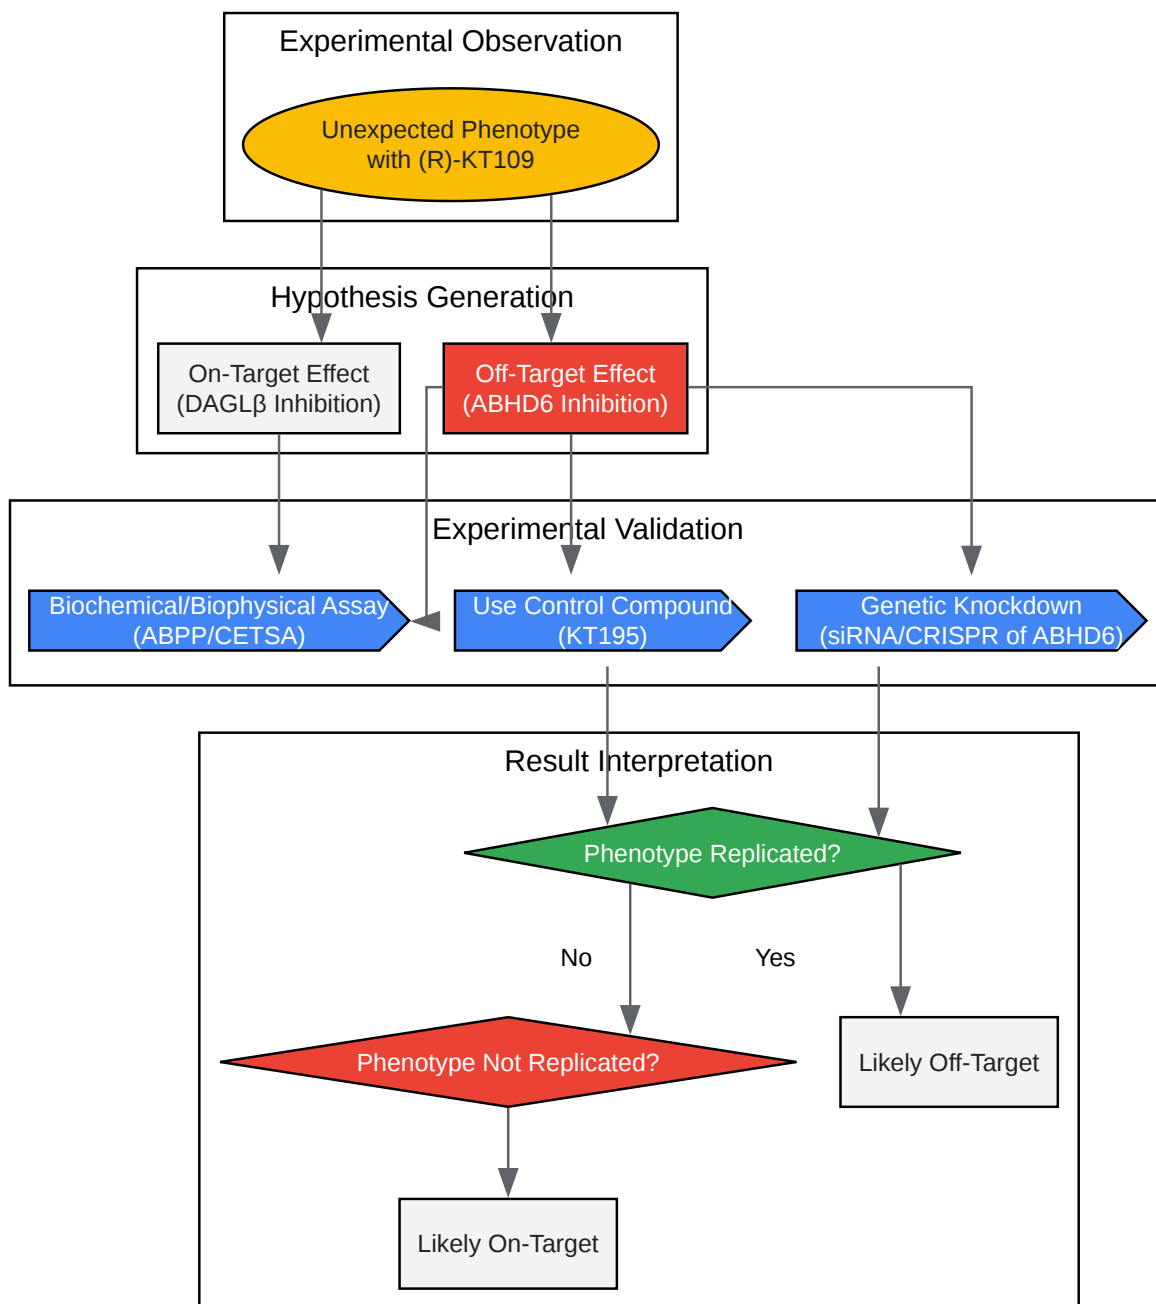 Experimental Observation
Unexpected Phenotype
with (R)-KT109
Hypothesis Generation
On-Target Effect
(DAGLβ Inhibition)
Off-Target Effect
(ABHD6 Inhibition)
Experimental Validation
Biochemical/Biophysical Assay
(ABPP/CETSA)
Use Control Compound
(KT195)
Genetic Knockdown
(siRNA/CRISPR of ABHD6)
Result Interpretation
Phenotype Replicated?
No
Yes
Phenotype Not Replicated?
Likely Off-Target
Likely On-Target